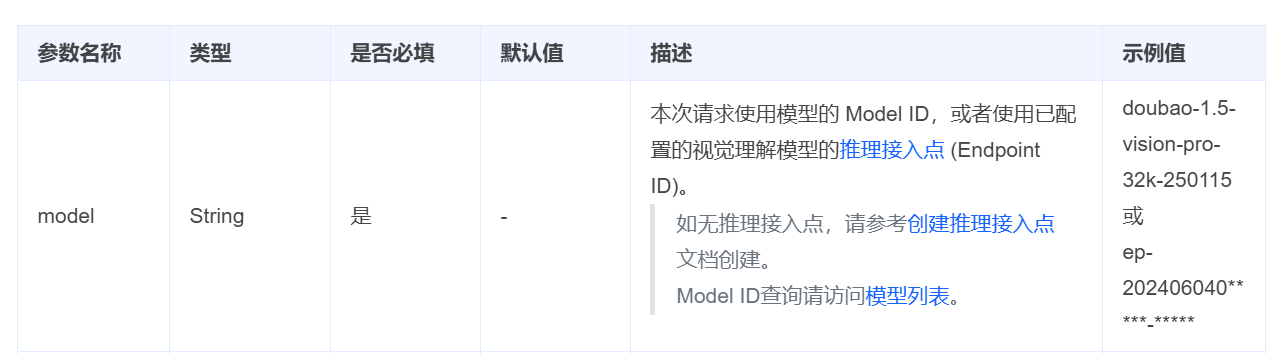 参数名称 类型 是否必填 默认值 描述 示例值
model String 是 -
本次请求使用模型的 Model ID，或者使用已
配置的视觉理解模型的推理接入点 (Endpoint
ID)。
如无推理接入点，请参考创建推理接入点
文档创建。
Model ID查询请访问模型列表。
doubao-1.5-
vision-pro-
32k-250115
或
ep-
202406040**
***-*****